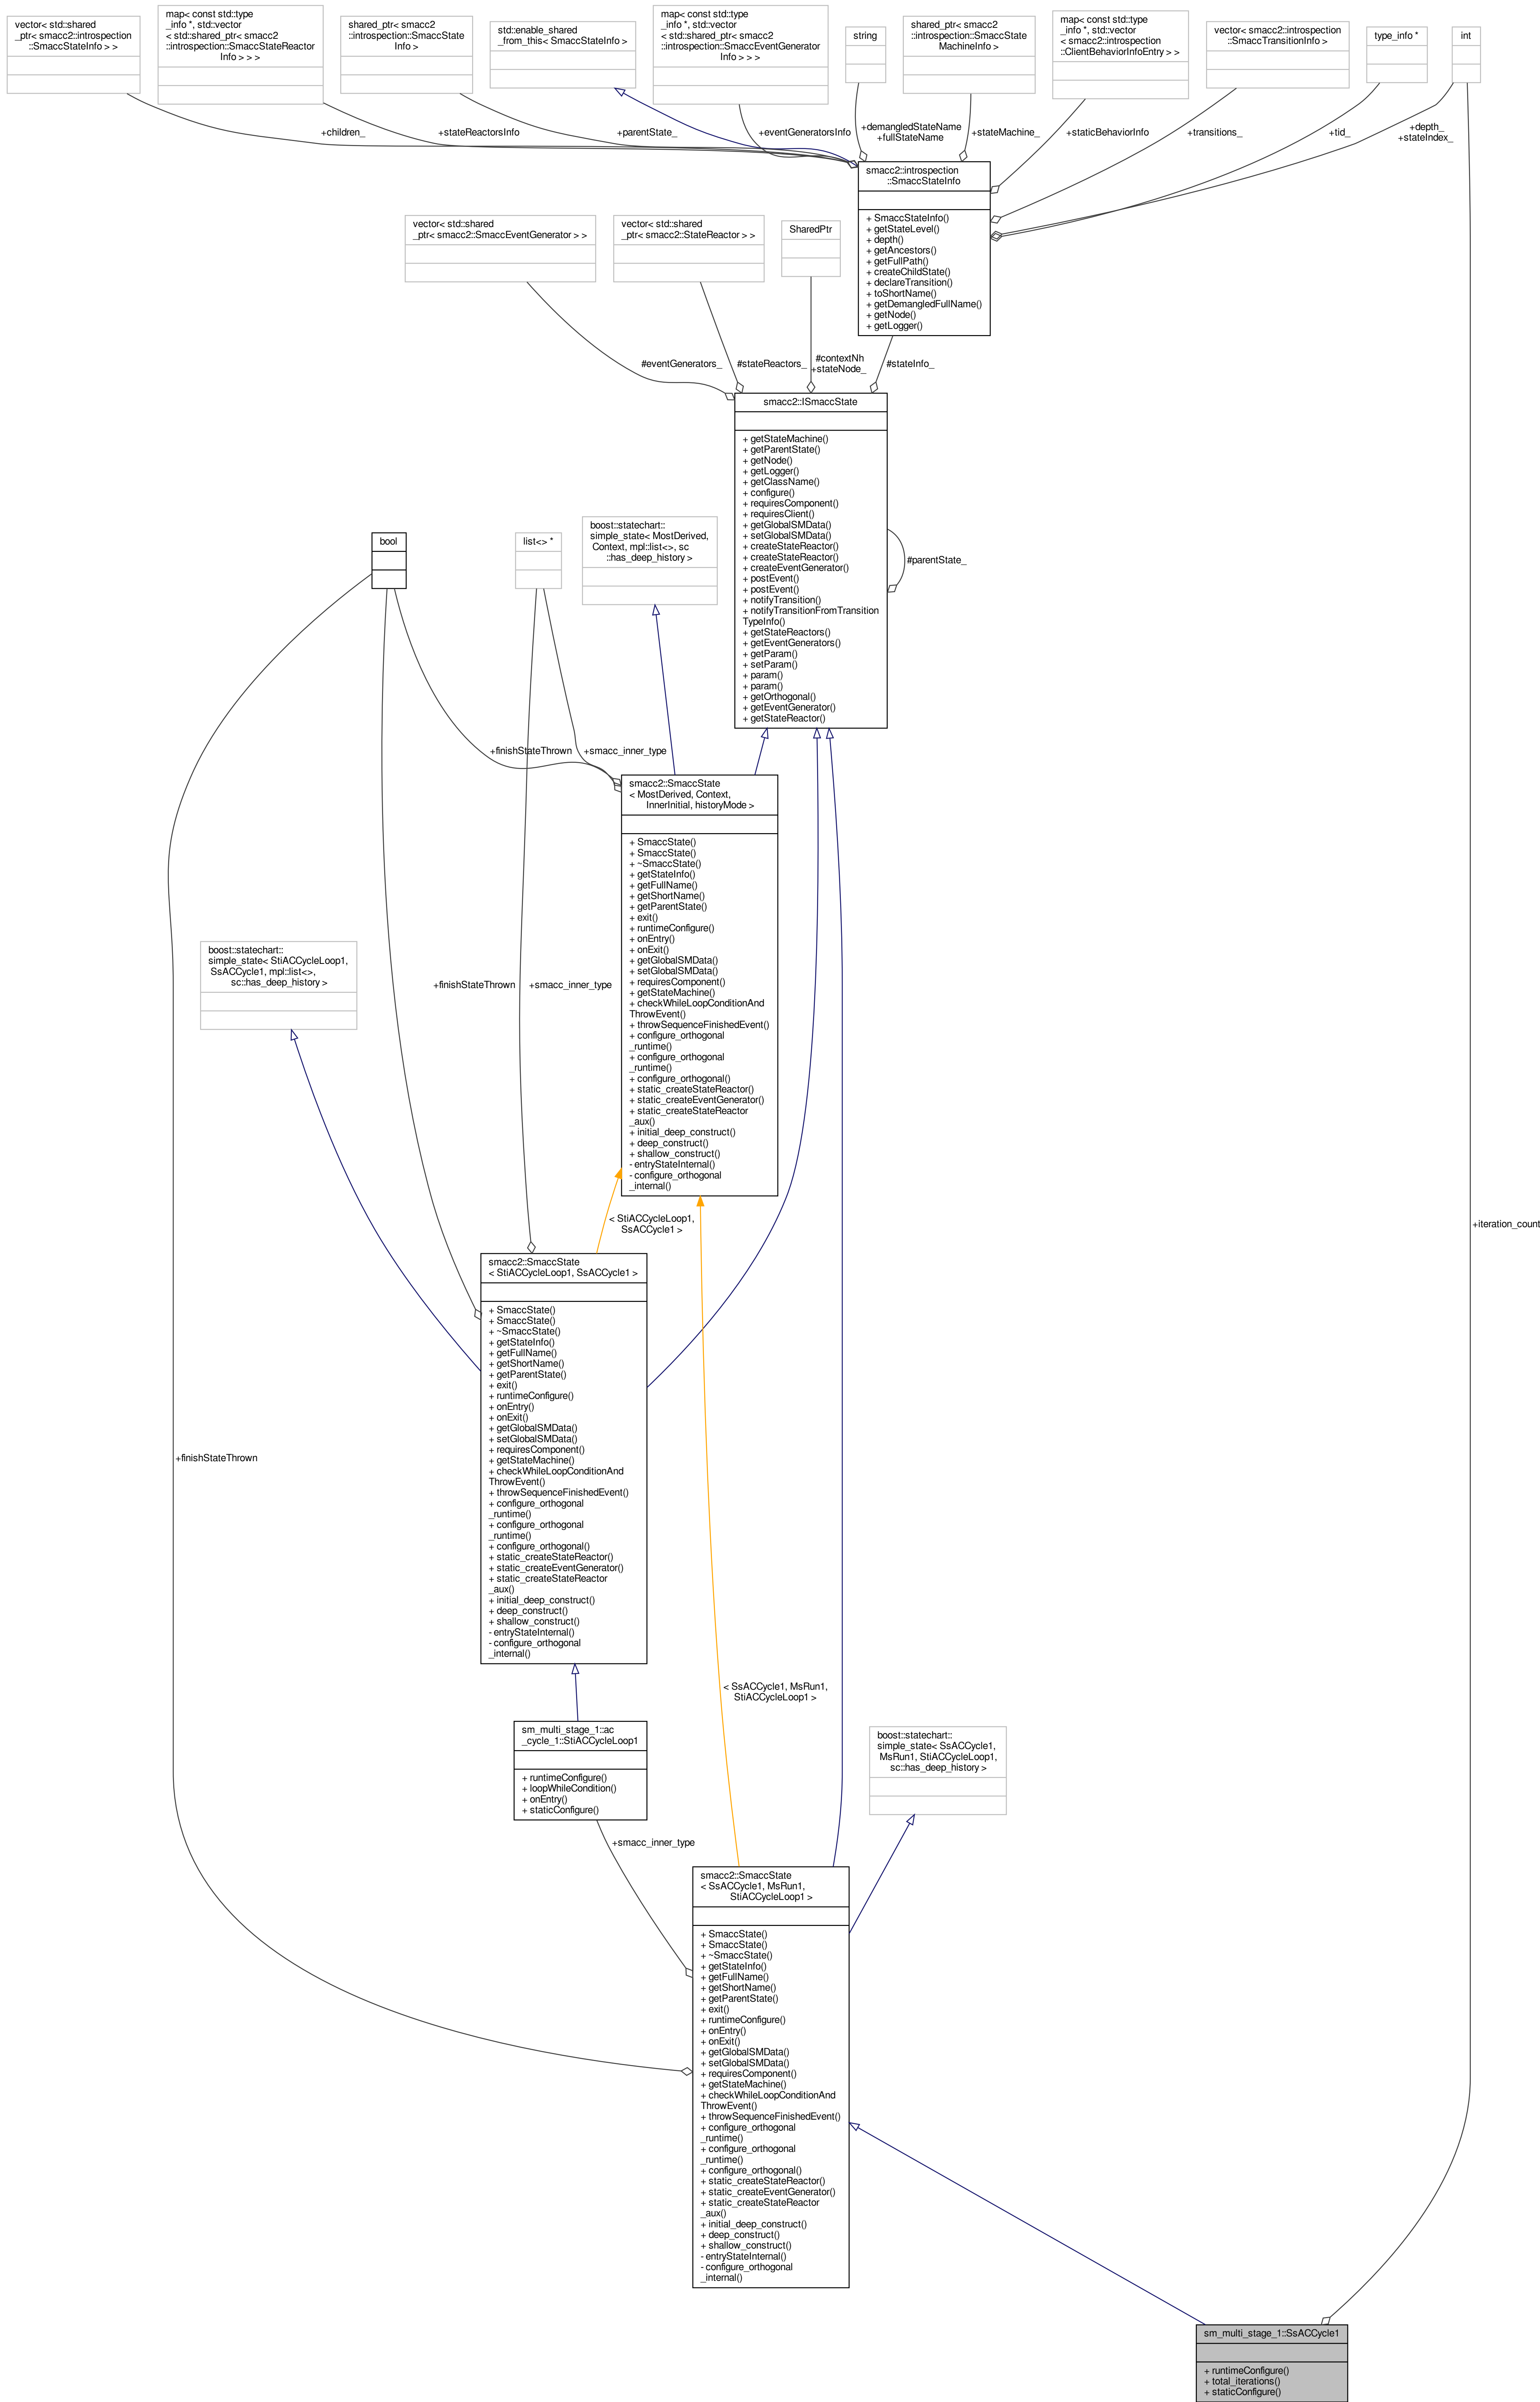 vector< std::shared
_ptr< smacc2::introspection
::SmaccStateInfo > >
map< const std::type
_info *, std::vector
< std::shared_ptr< smacc2
::introspection::SmaccStateReactor
Info > > >
shared_ptr< smacc2
::introspection::SmaccState
Info >
std::enable_shared
_from_this< SmaccStateInfo >
map< const std::type
_info *, std::vector
< std::shared_ptr< smacc2
::introspection::SmaccEventGenerator
Info > > >
string
shared_ptr< smacc2
::introspection::SmaccState
MachineInfo >
map< const std::type
_info *, std::vector
< smacc2::introspection
::ClientBehaviorInfoEntry > >
vector< smacc2::introspection
::SmaccTransitionInfo >
type_info *
int
+children_
+stateReactorsInfo
+parentState_
+eventGeneratorsInfo
+demangledStateName
+fullStateName
+stateMachine_
+staticBehaviorInfo
+transitions_
+tid_
+depth_
+stateIndex_
smacc2::introspection
::SmaccStateInfo
+ SmaccStateInfo()
+ getStateLevel()
+ depth()
+ getAncestors()
+ getFullPath()
+ createChildState()
+ declareTransition()
+ toShortName()
+ getDemangledFullName()
+ getNode()
+ getLogger()
vector< std::shared
_ptr< smacc2::SmaccEventGenerator > >
vector< std::shared
_ptr< smacc2::StateReactor > >
SharedPtr
#eventGenerators_
#stateReactors_
#contextNh
+stateNode_
#stateInfo_
smacc2::ISmaccState
+ getStateMachine()
+ getParentState()
+ getNode()
+ getLogger()
+ getClassName()
+ configure()
+ requiresComponent()
+ requiresClient()
+ getGlobalSMData()
+ setGlobalSMData()
+ createStateReactor()
+ createStateReactor()
+ createEventGenerator()
+ postEvent()
+ postEvent()
+ notifyTransition()
+ notifyTransitionFromTransition
TypeInfo()
+ getStateReactors()
+ getEventGenerators()
+ getParam()
+ setParam()
+ param()
+ param()
+ getOrthogonal()
+ getEventGenerator()
+ getStateReactor()
#parentState_
bool
list<> *
boost::statechart::
simple_state< MostDerived,
Context, mpl::list<>, sc
::has_deep_history >
+finishStateThrown
+smacc_inner_type
smacc2::SmaccState
< MostDerived, Context,
InnerInitial, historyMode >
+ SmaccState()
+ SmaccState()
+ ~SmaccState()
+ getStateInfo()
+ getFullName()
+ getShortName()
+ getParentState()
+ exit()
+ runtimeConfigure()
+ onEntry()
+ onExit()
+ getGlobalSMData()
+ setGlobalSMData()
+ requiresComponent()
+ getStateMachine()
+ checkWhileLoopConditionAnd
ThrowEvent()
+ throwSequenceFinishedEvent()
+ configure_orthogonal
_runtime()
+ configure_orthogonal
_runtime()
+ configure_orthogonal()
+ static_createStateReactor()
+ static_createEventGenerator()
+ static_createStateReactor
_aux()
+ initial_deep_construct()
+ deep_construct()
+ shallow_construct()
- entryStateInternal()
- configure_orthogonal
_internal()
boost::statechart::
simple_state< StiACCycleLoop1,
SsACCycle1, mpl::list<>,
sc::has_deep_history >
+finishStateThrown
+smacc_inner_type
< StiACCycleLoop1,
SsACCycle1 >
+iteration_count
smacc2::SmaccState
< StiACCycleLoop1, SsACCycle1 >
+ SmaccState()
+ SmaccState()
+ ~SmaccState()
+ getStateInfo()
+ getFullName()
+ getShortName()
+ getParentState()
+ exit()
+ runtimeConfigure()
+ onEntry()
+ onExit()
+ getGlobalSMData()
+ setGlobalSMData()
+ requiresComponent()
+ getStateMachine()
+ checkWhileLoopConditionAnd
ThrowEvent()
+ throwSequenceFinishedEvent()
+ configure_orthogonal
_runtime()
+ configure_orthogonal
_runtime()
+ configure_orthogonal()
+ static_createStateReactor()
+ static_createEventGenerator()
+ static_createStateReactor
_aux()
+ initial_deep_construct()
+ deep_construct()
+ shallow_construct()
- entryStateInternal()
- configure_orthogonal
_internal()
+finishStateThrown
< SsACCycle1, MsRun1,
StiACCycleLoop1 >
sm_multi_stage_1::ac
_cycle_1::StiACCycleLoop1
+ runtimeConfigure()
+ loopWhileCondition()
+ onEntry()
+ staticConfigure()
boost::statechart::
simple_state< SsACCycle1,
MsRun1, StiACCycleLoop1,
sc::has_deep_history >
+smacc_inner_type
smacc2::SmaccState
< SsACCycle1, MsRun1,
StiACCycleLoop1 >
+ SmaccState()
+ SmaccState()
+ ~SmaccState()
+ getStateInfo()
+ getFullName()
+ getShortName()
+ getParentState()
+ exit()
+ runtimeConfigure()
+ onEntry()
+ onExit()
+ getGlobalSMData()
+ setGlobalSMData()
+ requiresComponent()
+ getStateMachine()
+ checkWhileLoopConditionAnd
ThrowEvent()
+ throwSequenceFinishedEvent()
+ configure_orthogonal
_runtime()
+ configure_orthogonal
_runtime()
+ configure_orthogonal()
+ static_createStateReactor()
+ static_createEventGenerator()
+ static_createStateReactor
_aux()
+ initial_deep_construct()
+ deep_construct()
+ shallow_construct()
- entryStateInternal()
- configure_orthogonal
_internal()
sm_multi_stage_1::SsACCycle1
+ runtimeConfigure()
+ total_iterations()
+ staticConfigure()